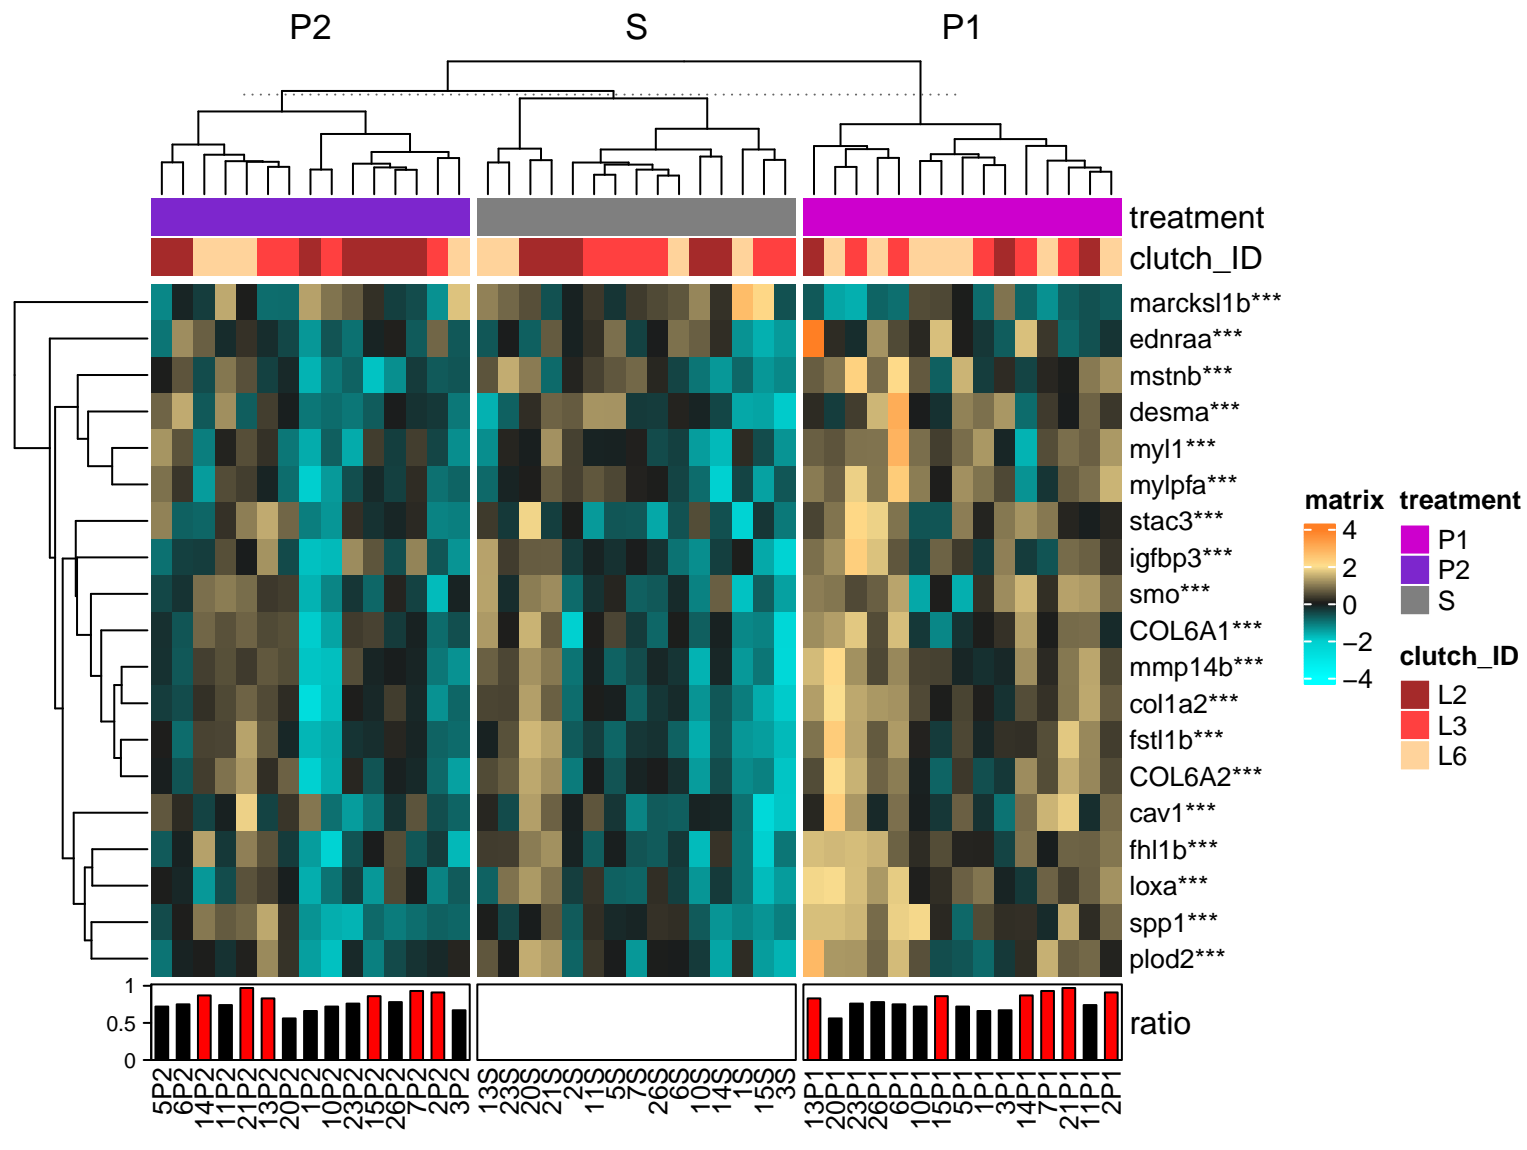 P2 S P1
treatment
clutch_ID
marcksl1b***
ednraa***
mstnb***
desma***
myl1***
mylpfa***
stac3***
igfbp3***
smo***
COL6A1***
mmp14b***
col1a2***
fstl1b***
COL6A2***
cav1***
fhl1b***
loxa***
spp1***
plod2***
1
0.5
0
ratio
5P2 6P2 14P2 11P2 21P2 13P2 20P2 1P2 10P2 23P2 15P2 26P2 7P2 2P2 3P2 13S 23S 20S 21S 2S 11S 5S 7S 26S 6S 10S 14S 1S 15S 3S 13P1 20P1 23P1 26P1 6P1 10P1 15P1 5P1 1P1 3P1 14P1 7P1 21P1 11P1 2P1
matrix
4
2
0
−2
−4
treatment
P1
P2
S
clutch_ID
L2
L3
L6